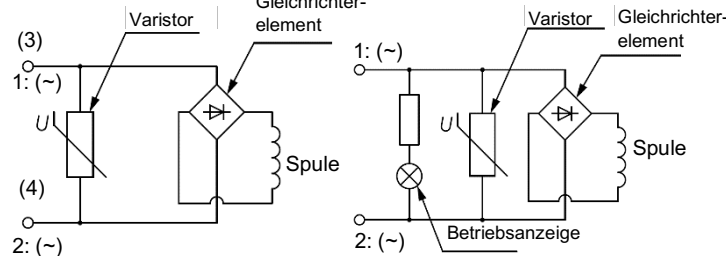 Varistor
Gleichrichter-
element
(3)
1: (~)
U
Spule
(4)
2: (~)
Varistor
Gleichrichter-
element
1: (~)
U
Spule
Betriebsanzeige
2: (~)